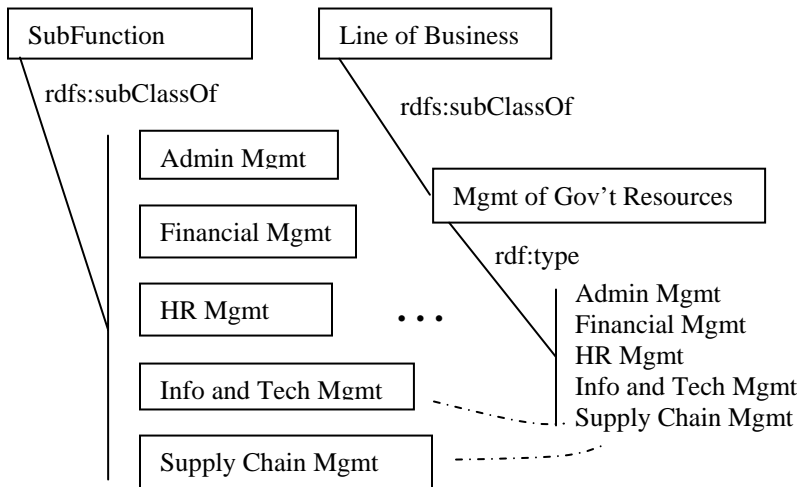 SubFunction
Line of Business
rdfs:subClassOf
rdfs:subClassOf
Admin Mgmt
Mgmt of Gov’t Resources
Financial Mgmt
rdf:type
HR Mgmt
...
Admin Mgmt
Financial Mgmt
HR Mgmt
Info and Tech Mgmt
Supply Chain Mgmt
Info and Tech Mgmt
Supply Chain Mgmt